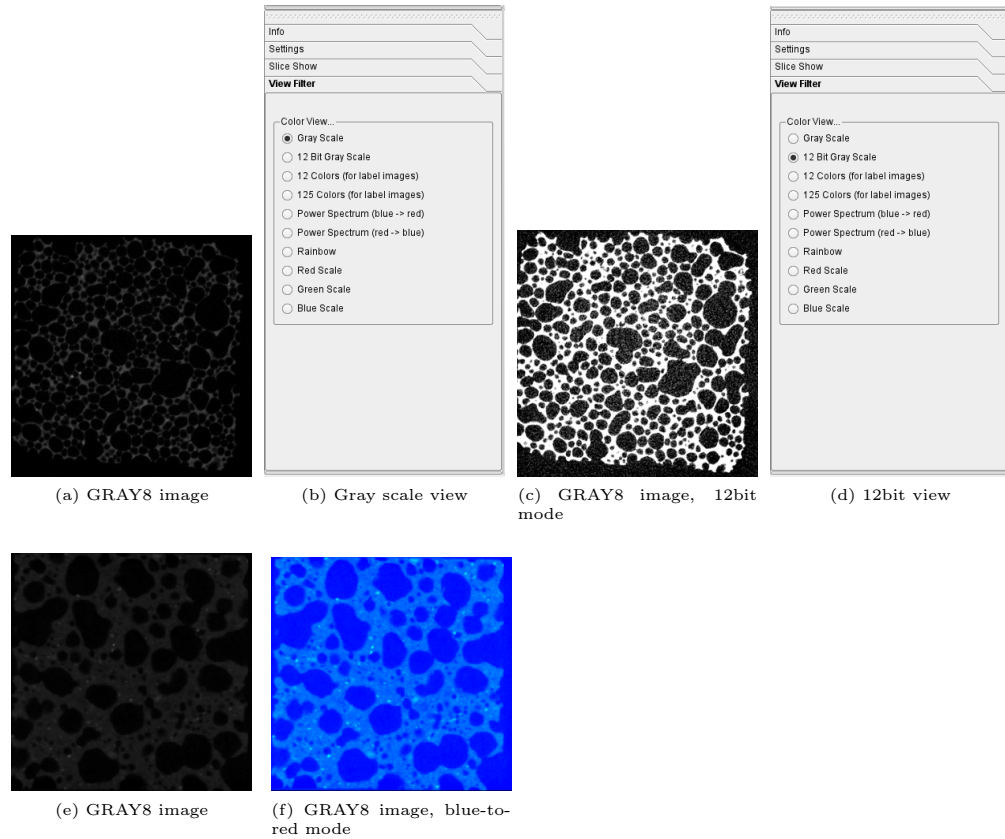 Info
Settings
Slice Show
View Filter
Color View...
Gray Scale
12 Bit Gray Scale
12 Colors (for label images)
125 Colors (for label images)
Power Spectrum (blue -> red)
Power Spectrum (red -> blue)
Rainbow
Red Scale
Green Scale
Blue Scale
Info
Settings
Slice Show
View Filter
Color View...
Gray Scale
12 Bit Gray Scale
12 Colors (for label images)
125 Colors (for label images)
Power Spectrum (blue -> red)
Power Spectrum (red -> blue)
Rainbow
Red Scale
Green Scale
Blue Scale
(a) GRAY8 image
(b) Gray scale view
(c) GRAY8 image, 12bit
mode
(d) 12bit view
(e) GRAY8 image
(f) GRAY8 image, blue-to-
red mode